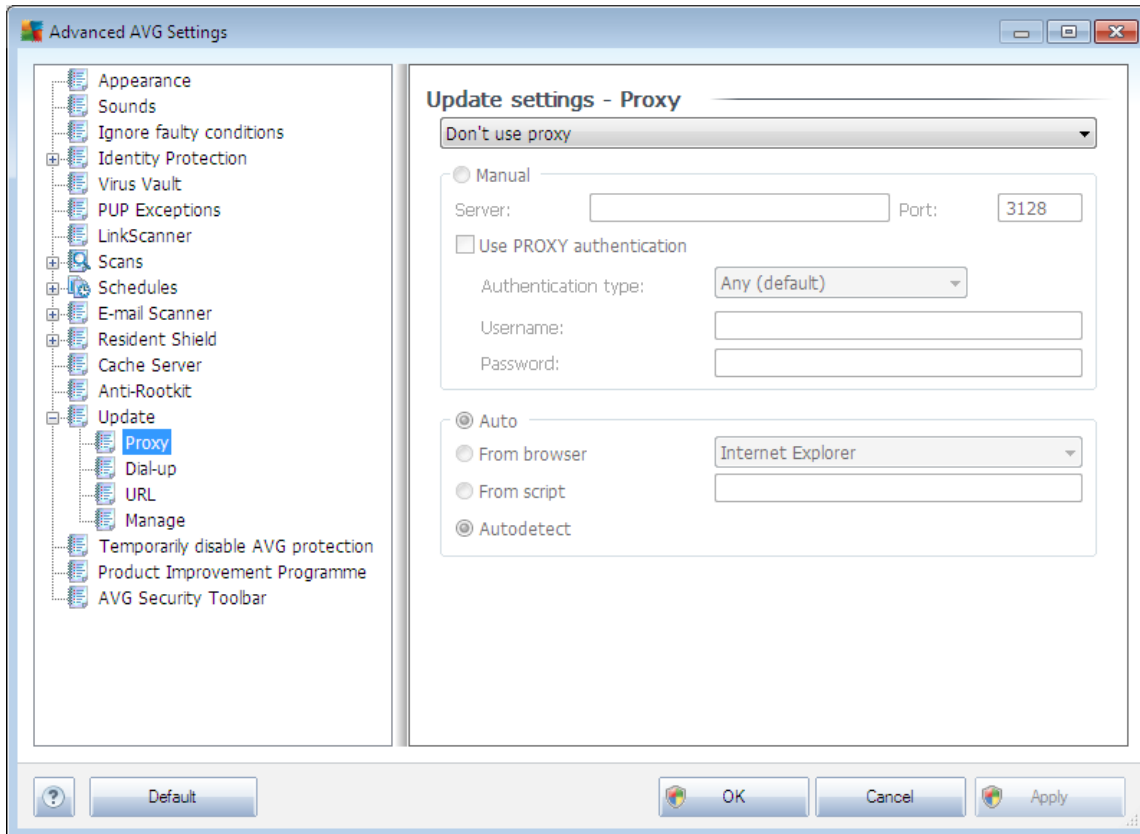 Advanced AVG Settings
Appearance
Sounds
Ignore faulty conditions
Identity Protection
Virus Vault
PUP Exceptions
LinkScanner
Scans
Schedules
E-mail Scanner
Resident Shield
Cache Server
Anti-Rootkit
Update
Proxy
Dial-up
URL
Manage
Temporarily disable AVG protection
Product Improvement Programme
AVG Security Toolbar
Update settings - Proxy
Don't use proxy
Manual
Server: Port: 3128
Use PROXY authentication
Authentication type: Any (default)
Username:
Password:
Auto
From browser Internet Explorer
From script
Autodetect
? Default OK Cancel Apply